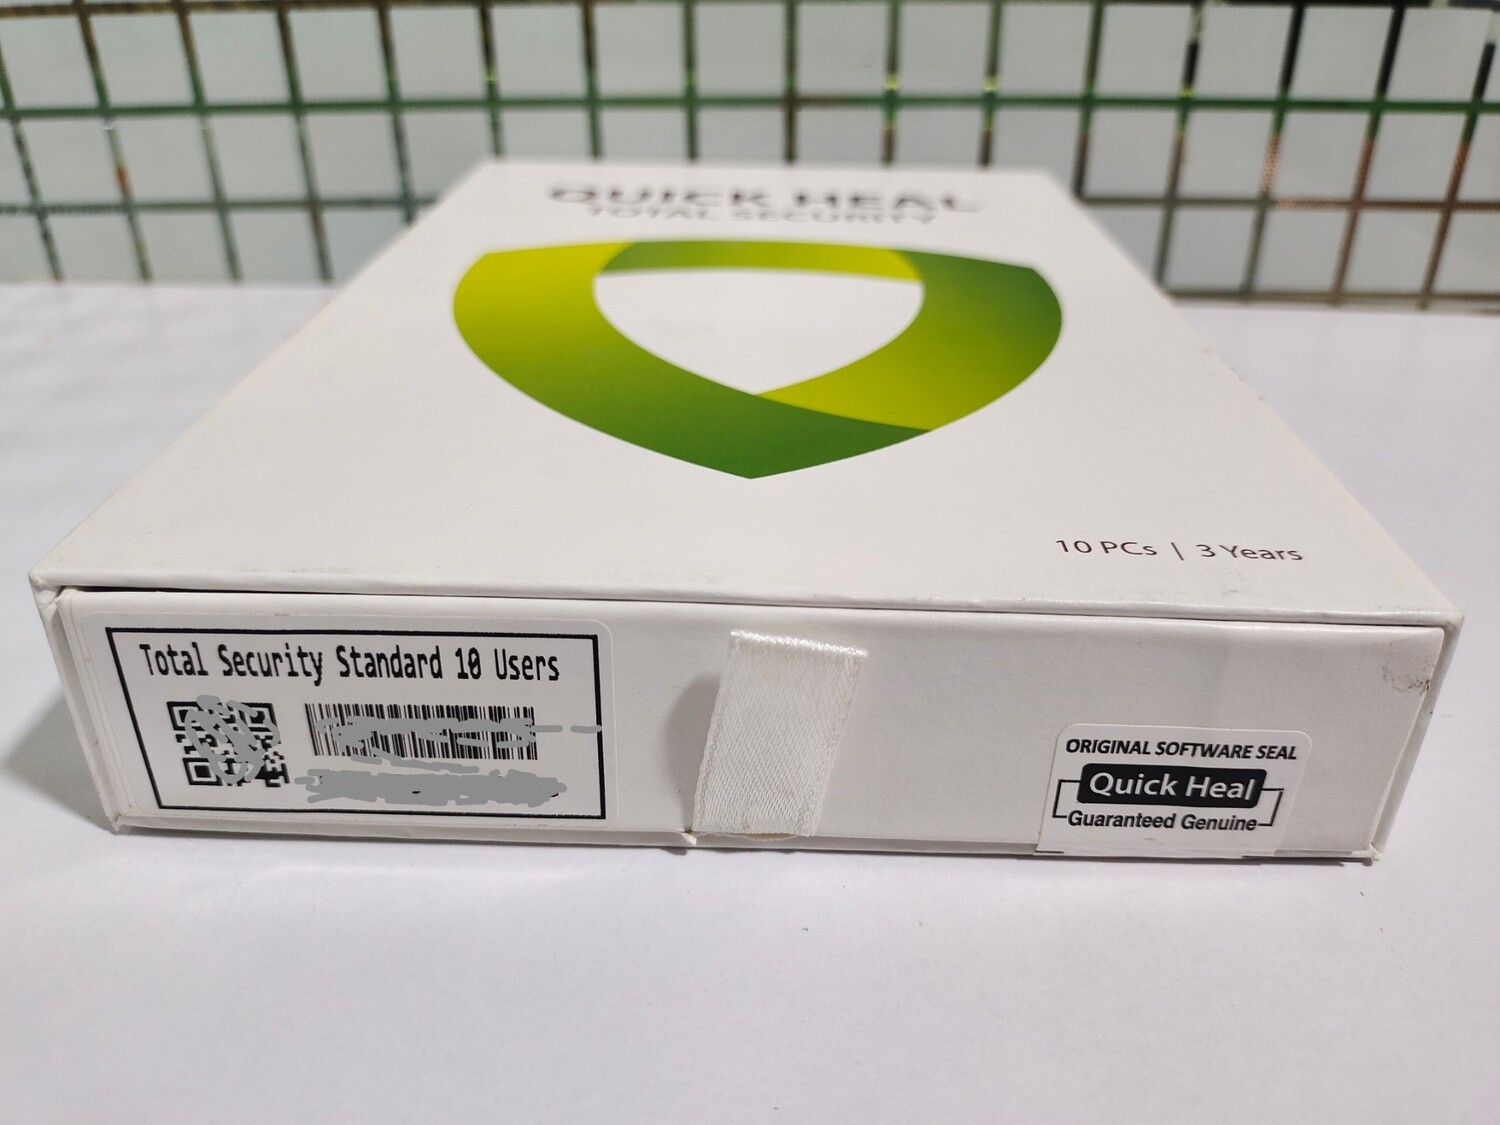 QUICK HEAL
TOTAL SECURITY
10 PCs | 3 Years
Total Security Standard 10 Users
ORIGINAL SOFTWARE SEAL
Quick Heal
Guaranteed Genuine